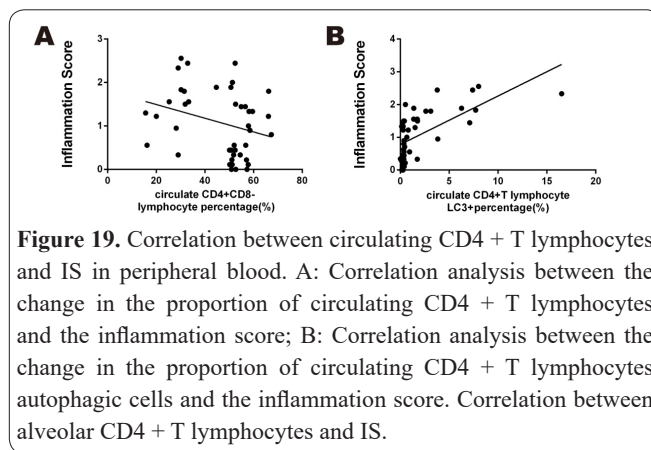 A
B
Inflammation Score
3
2
1
0
0
20
40
60
80
circulate CD4+CD8-
lymphocyte percentage(%)
Inflammation Score
4
3
2
1
0
0
5
10
15
20
circulate CD4+T lymphocyte
LC3+percentage(%)
Figure 19. Correlation between circulating CD4 + T lymphocytes
and IS in peripheral blood. A: Correlation analysis between the
change in the proportion of circulating CD4 + T lymphocytes
and the inflammation score; B: Correlation analysis between the
change in the proportion of circulating CD4 + T lymphocytes
autophagic cells and the inflammation score. Correlation between
alveolar CD4 + T lymphocytes and IS.